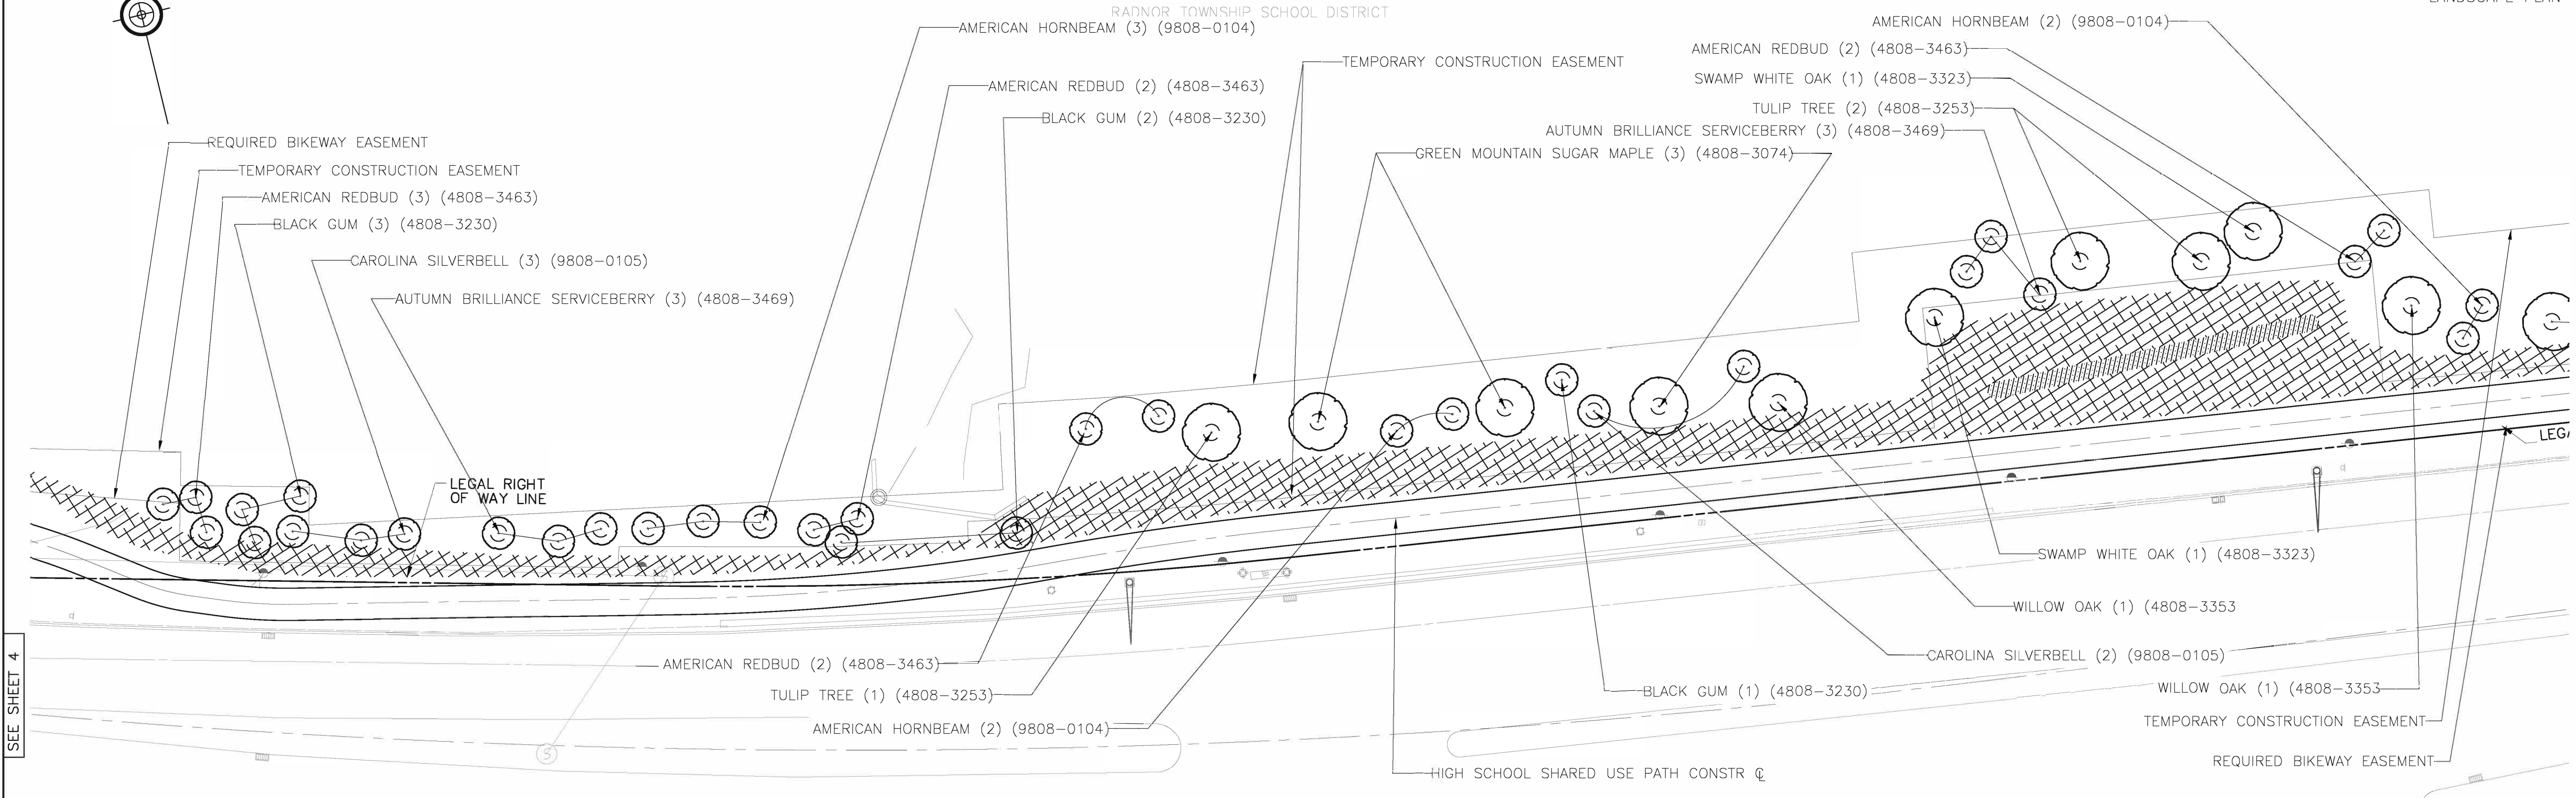 RADNOR TOWNSHIP SCHOOL DISTRICT
LANDSCAPE PLAN
AMERICAN HORNBEAM (3) (9808-0104)
AMERICAN HORNBEAM (2) (9808-0104)
AMERICAN REDBUD (2) (4808-3463)
TEMPORARY CONSTRUCTION EASEMENT
AMERICAN REDBUD (2) (4808-3463)
SWAMP WHITE OAK (1) (4808-3323)
BLACK GUM (2) (4808-3230)
TULIP TREE (2) (4808-3253)
AUTUMN BRILLIANCE SERVICEBERRY (3) (4808-3469)
REQUIRED BIKEWAY EASEMENT
GREEN MOUNTAIN SUGAR MAPLE (3) (4808-3074)
TEMPORARY CONSTRUCTION EASEMENT
AMERICAN REDBUD (3) (4808-3463)
BLACK GUM (3) (4808-3230)
CAROLINA SILVERBELL (3) (9808-0105)
AUTUMN BRILLIANCE SERVICEBERRY (3) (4808-3469)
LEGAL RIGHT
OF WAY LINE
LEGA
SWAMP WHITE OAK (1) (4808-3323)
WILLOW OAK (1) (4808-3353
SEE SHEET 4
AMERICAN REDBUD (2) (4808-3463)
CAROLINA SILVERBELL (2) (9808-0105)
TULIP TREE (1) (4808-3253)
BLACK GUM (1) (4808-3230)
WILLOW OAK (1) (4808-3353
AMERICAN HORNBEAM (2) (9808-0104)
TEMPORARY CONSTRUCTION EASEMENT
REQUIRED BIKEWAY EASEMENT
HIGH SCHOOL SHARED USE PATH CONSTR ℄